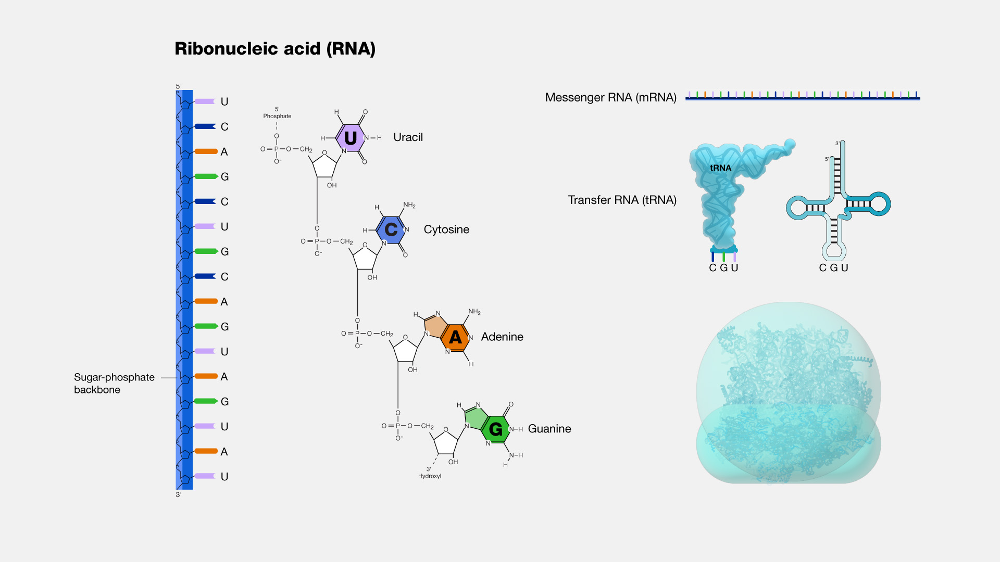 Ribonucleic acid (RNA)
5'
U
C
A
G
C
U
G
C
A
G
U
A
G
U
A
U
3'
Sugar-phosphate
backbone
5'
Phosphate
O
O=P–O–CH₂
O-
O
H
O
H
U
N–H
N
O
OH
Uracil
O
O=P–O–CH₂
O-
O
H
NH₂
H
C
N
N
O
OH
Cytosine
O
O=P–O–CH₂
O-
O
H
N
NH₂
N
A
N
N
H
OH
Adenine
O
O=P–O–CH₂
O-
O
H
N
O
N
G
N–H
N
N–H
H
OH
Guanine
3'
Hydroxyl
Messenger RNA (mRNA)
Transfer RNA (tRNA)
tRNA
C G U
3'
5'
C G U